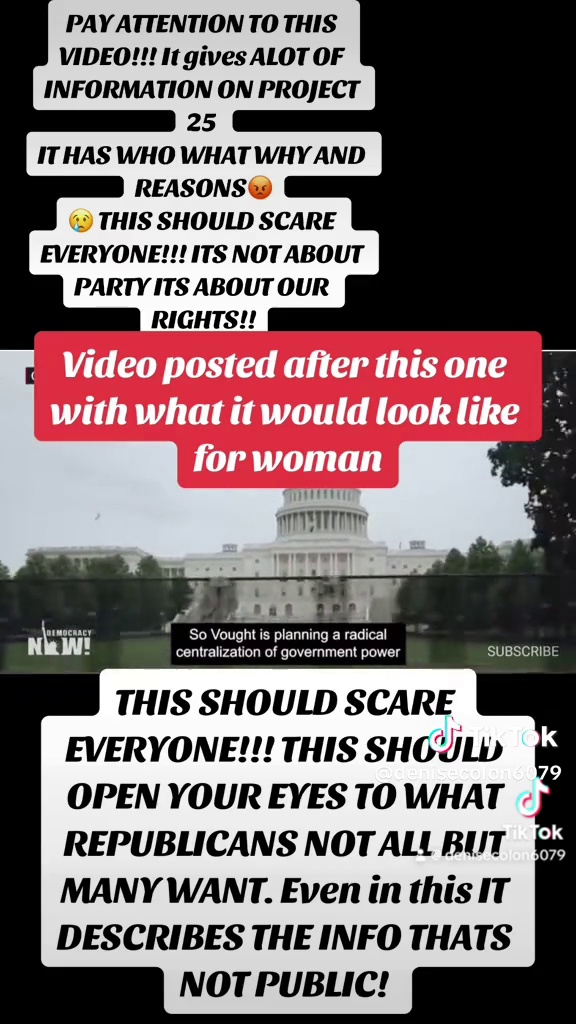 PAY ATTENTION TO THIS
VIDEO!!! It gives ALOT OF
INFORMATION ON PROJECT
25
IT HAS WHO WHAT WHY AND
REASONS😡
😢 THIS SHOULD SCARE
EVERYONE!!! ITS NOT ABOUT
PARTY ITS ABOUT OUR
RIGHTS!!
Video posted after this one
with what it would look like
for woman
DEMOCRACY
NOW!
So Vought is planning a radical
centralization of government power
SUBSCRIBE
THIS SHOULD SCARE
EVERYONE!!! THIS SHOULD
OPEN YOUR EYES TO WHAT
REPUBLICANS NOT ALL BUT
MANY WANT. Even in this IT
DESCRIBES THE INFO THATS
NOT PUBLIC!
TikTok
@denisecolon6079
TikTok
@denisecolon6079